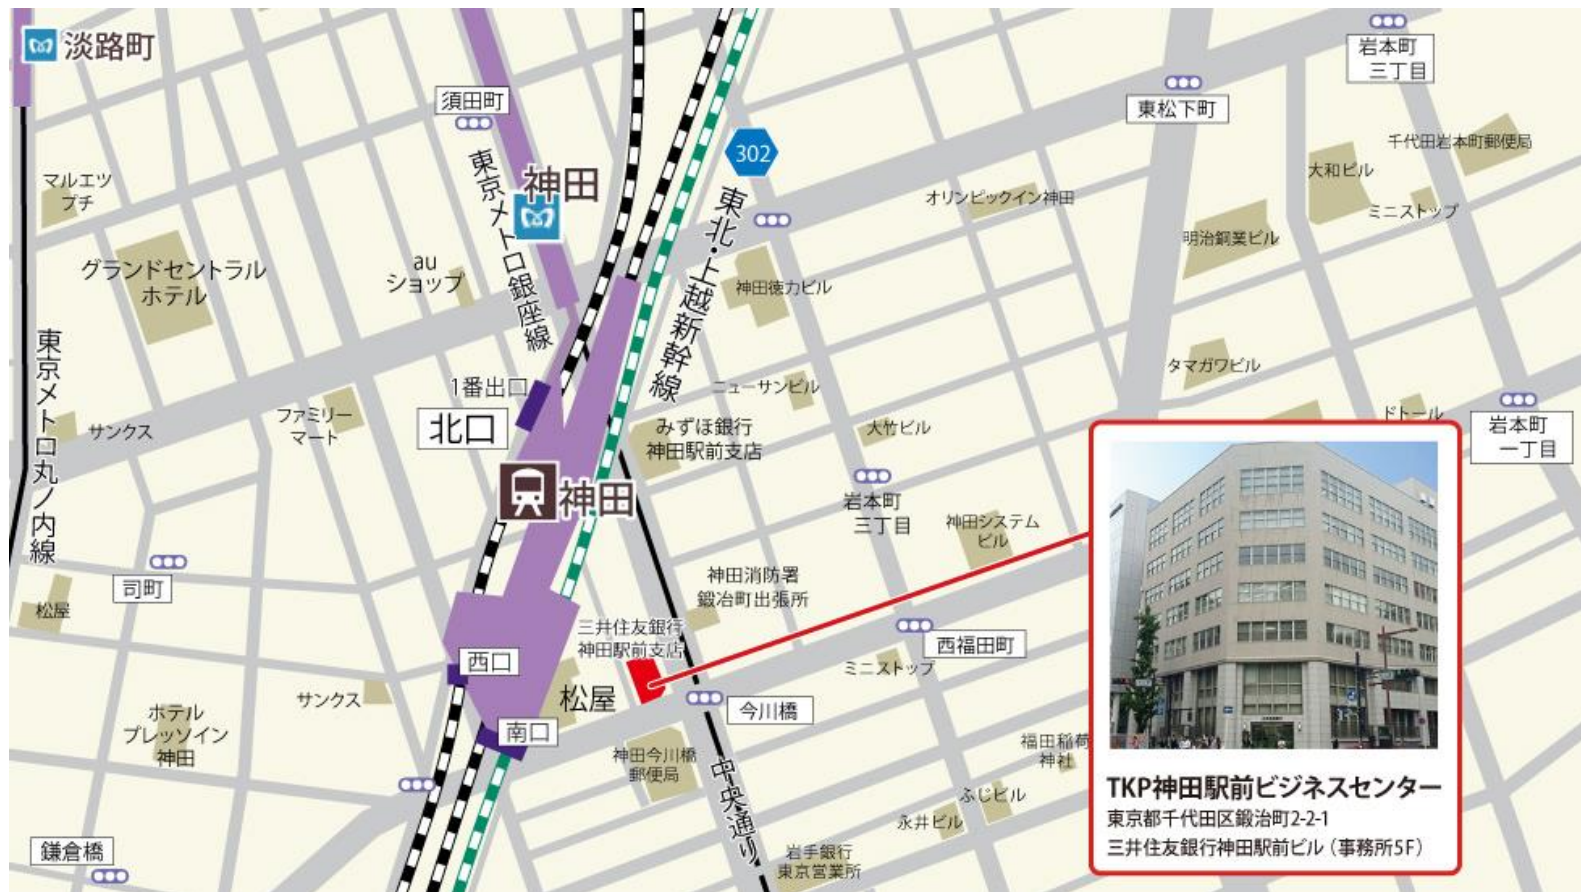 淡路町
岩本町
三丁目
須田町
東松下町
302
千代田岩本町郵便局
大和ビル
東京メトロ銀座線
神田
マルエツ
プチ
東北・上越新幹線
オリンピックイン神田
ミニストップ
明治鋼業ビル
グランドセントラル
ホテル
au
ショップ
神田徳力ビル
東京メトロ丸ノ内線
タマガワビル
1番出口
ニューサンビル
北口
サンクス
ファミリー
マート
みずほ銀行
神田駅前支店
大竹ビル
ドトール
岩本町
一丁目
神田
岩本町
三丁目
神田システム
ビル
司町
松屋
神田消防署
鍛冶町出張所
三井住友銀行
神田駅前支店
西福田町
西口
ミニストップ
サンクス
松屋
今川橋
ホテル
プレッソイン
神田
南口
神田今川橋
郵便局
中央通り
福田稲荷
神社
ふじビル
永井ビル
鎌倉橋
岩手銀行
東京営業所
TKP神田駅前ビジネスセンター
東京都千代田区鍛治町2-2-1
三井住友銀行神田駅前ビル（事務所5F）